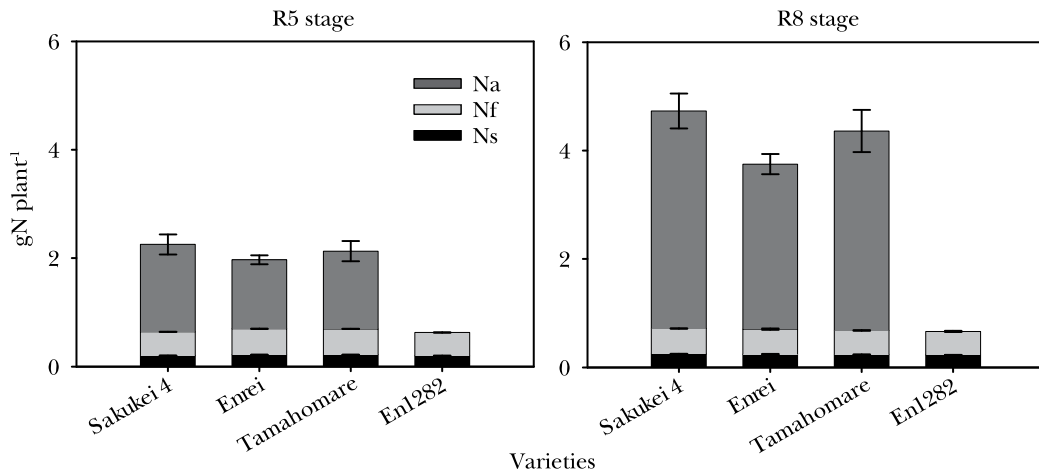 R5 stage
R8 stage
6
4
2
0
gN plant-1
Na
Nf
Ns
Sakukei 4
Enrei
Tamahomare
En1282
6
4
2
0
Sakukei 4
Enrei
Tamahomare
En1282
Varieties